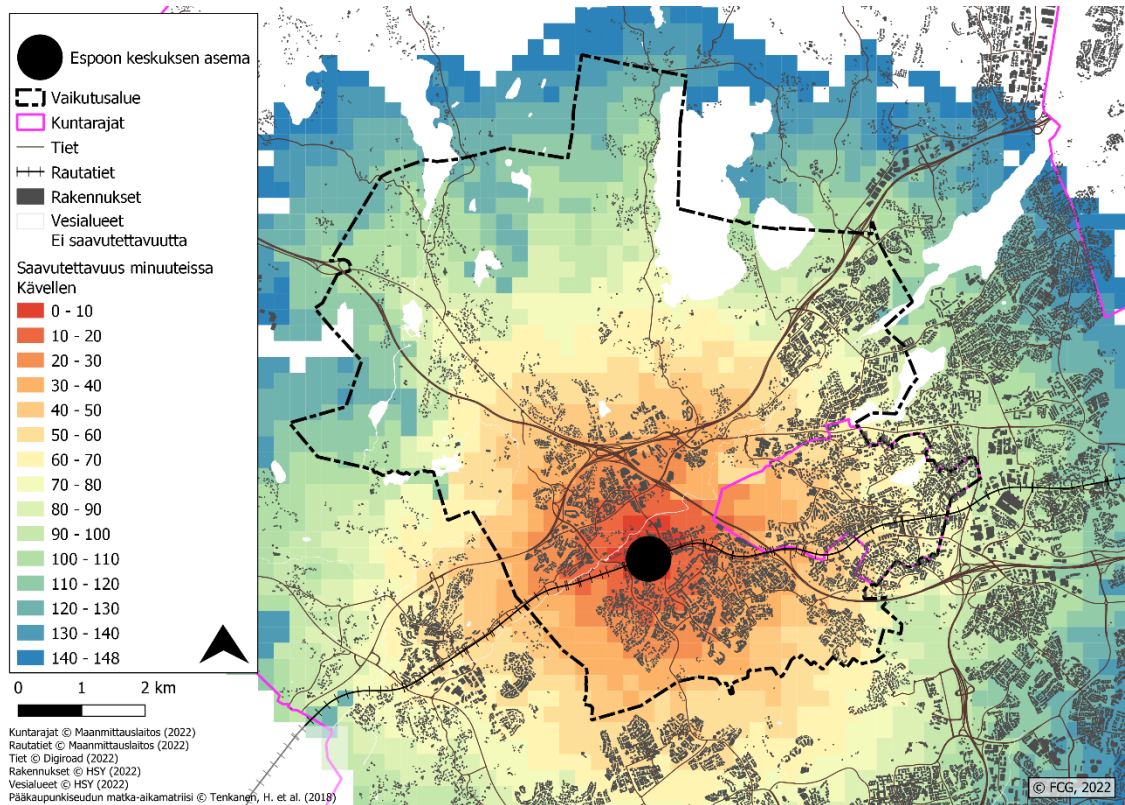 Espoon keskuksen asema
Vaikutusalue
Kuntarajat
Tiet
Rautatiet
Rakennukset
Vesialueet
Ei saavutettavuutta
Saavutettavuus minuuteissa
Kävellen
0 - 10
10 - 20
20 - 30
30 - 40
40 - 50
50 - 60
60 - 70
70 - 80
80 - 90
90 - 100
100 - 110
110 - 120
120 - 130
130 - 140
140 - 148
0 1 2 km
Kuntarajat © Maanmittauslaitos (2022)
Rautatiet © Maanmittauslaitos (2022)
Tiet © Digiroad (2022)
Rakennukset © HSY (2022)
Vesialueet © HSY (2022)
Pääkaupunkiseudun matka-aikamatriisi © Tenkanen, H. et al. (2018)
© FCG, 2022